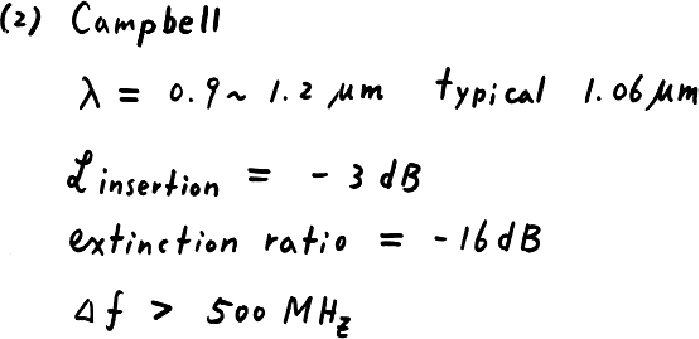 (2) Campbell
λ = 0.9 ~ 1.2 μm typical 1.06 μm
ℒ insertion = - 3 dB
extinction ratio = -16 dB
Δf > 500 MHz